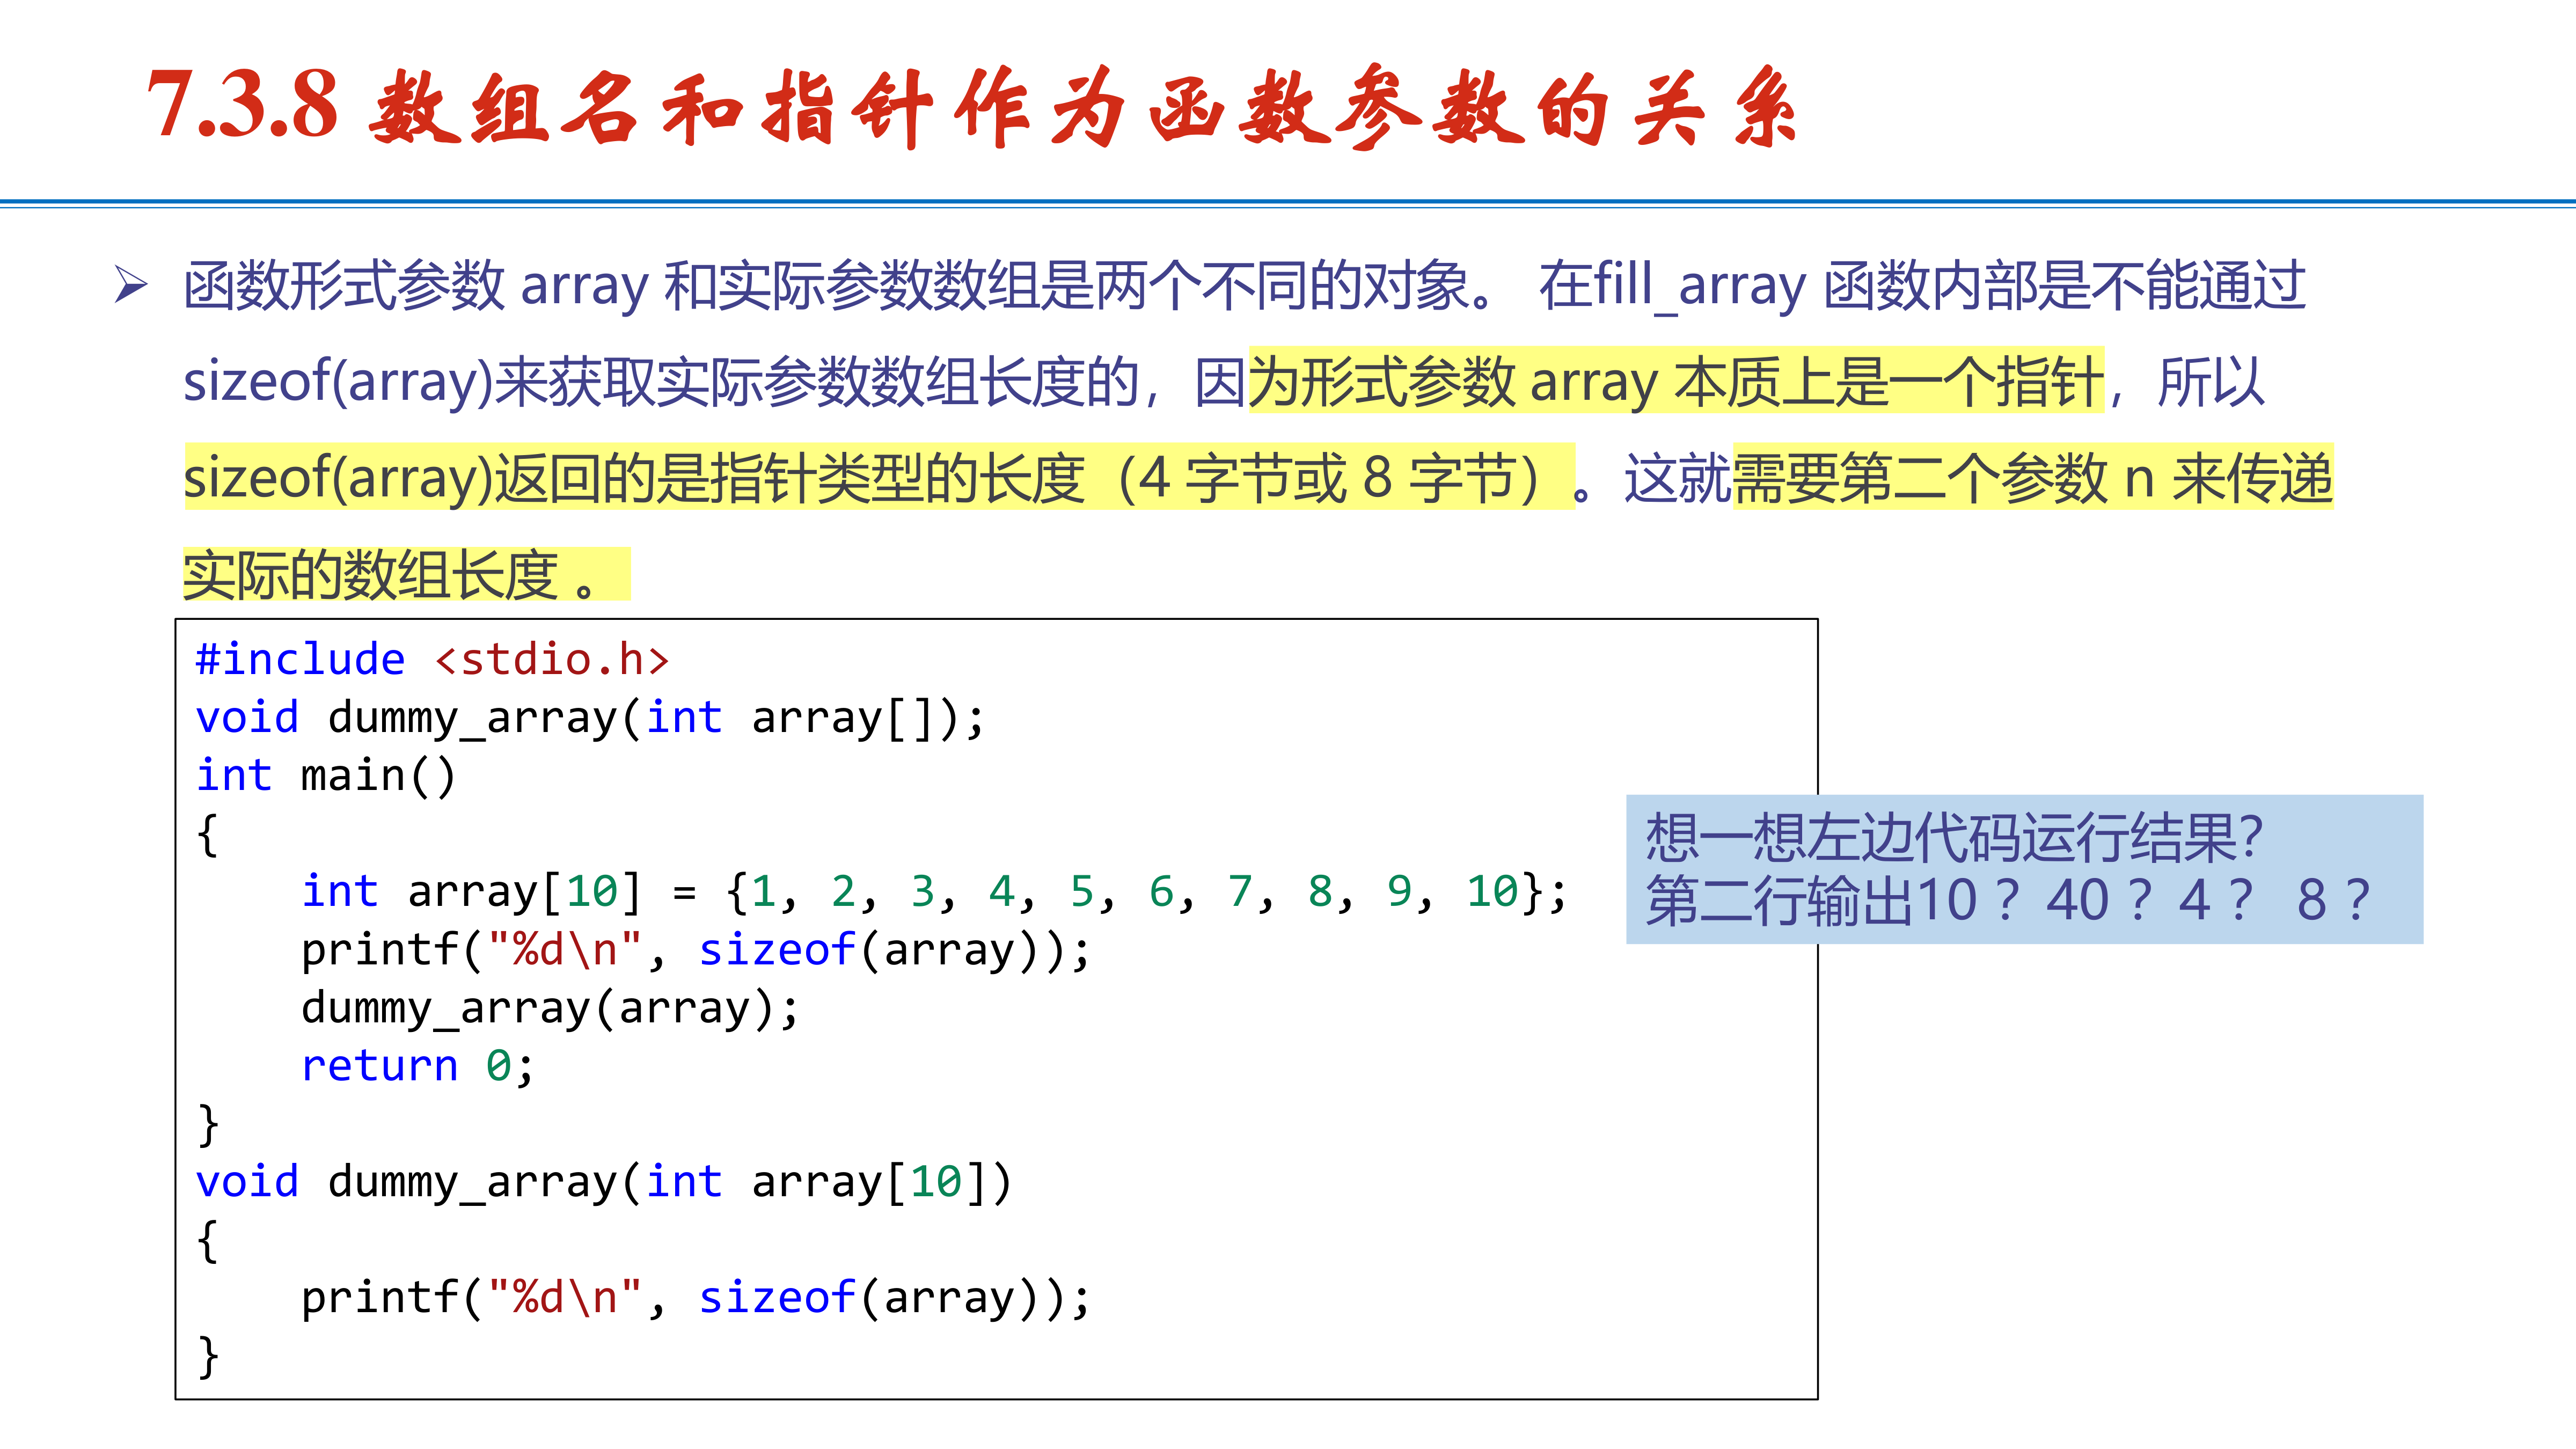 7.3.8 数组名和指针作为函数参数的关系
➢ 函数形式参数 array 和实际参数数组是两个不同的对象。 在fill_array 函数内部是不能通过
sizeof(array)来获取实际参数数组长度的，因为形式参数 array 本质上是一个指针，所以
sizeof(array)返回的是指针类型的长度（4 字节或 8 字节）。这就需要第二个参数 n 来传递
实际的数组长度 。
#include <stdio.h>
void dummy_array(int array[]);
int main()
{
    int array[10] = {1, 2, 3, 4, 5, 6, 7, 8, 9, 10};
    printf("%d\n", sizeof(array));
    dummy_array(array);
    return 0;
}
void dummy_array(int array[10])
{
    printf("%d\n", sizeof(array));
}
想一想左边代码运行结果？
第二行输出10 ？ 40 ？ 4 ？ 8 ？